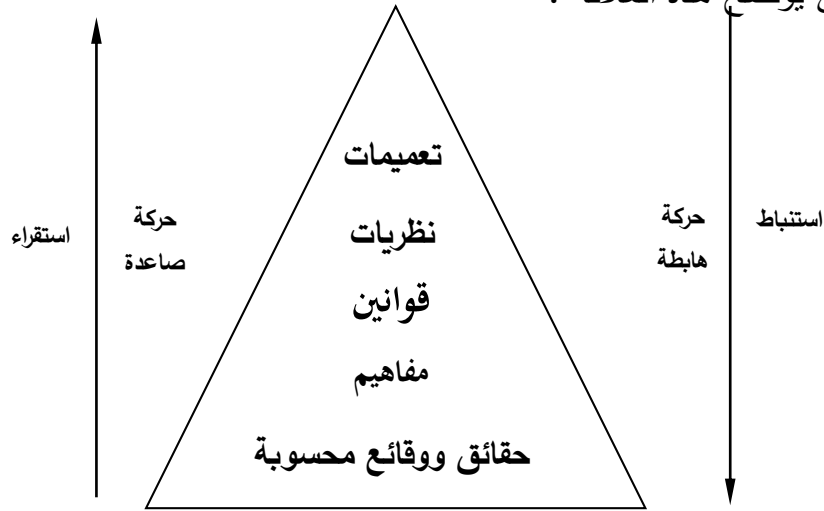 تعميمات
نظريات
قوانين
مفاهيم
حقائق ووقائع محسوبة
استنباط
حركة
هابطة
حركة
صاعدة
استقراء